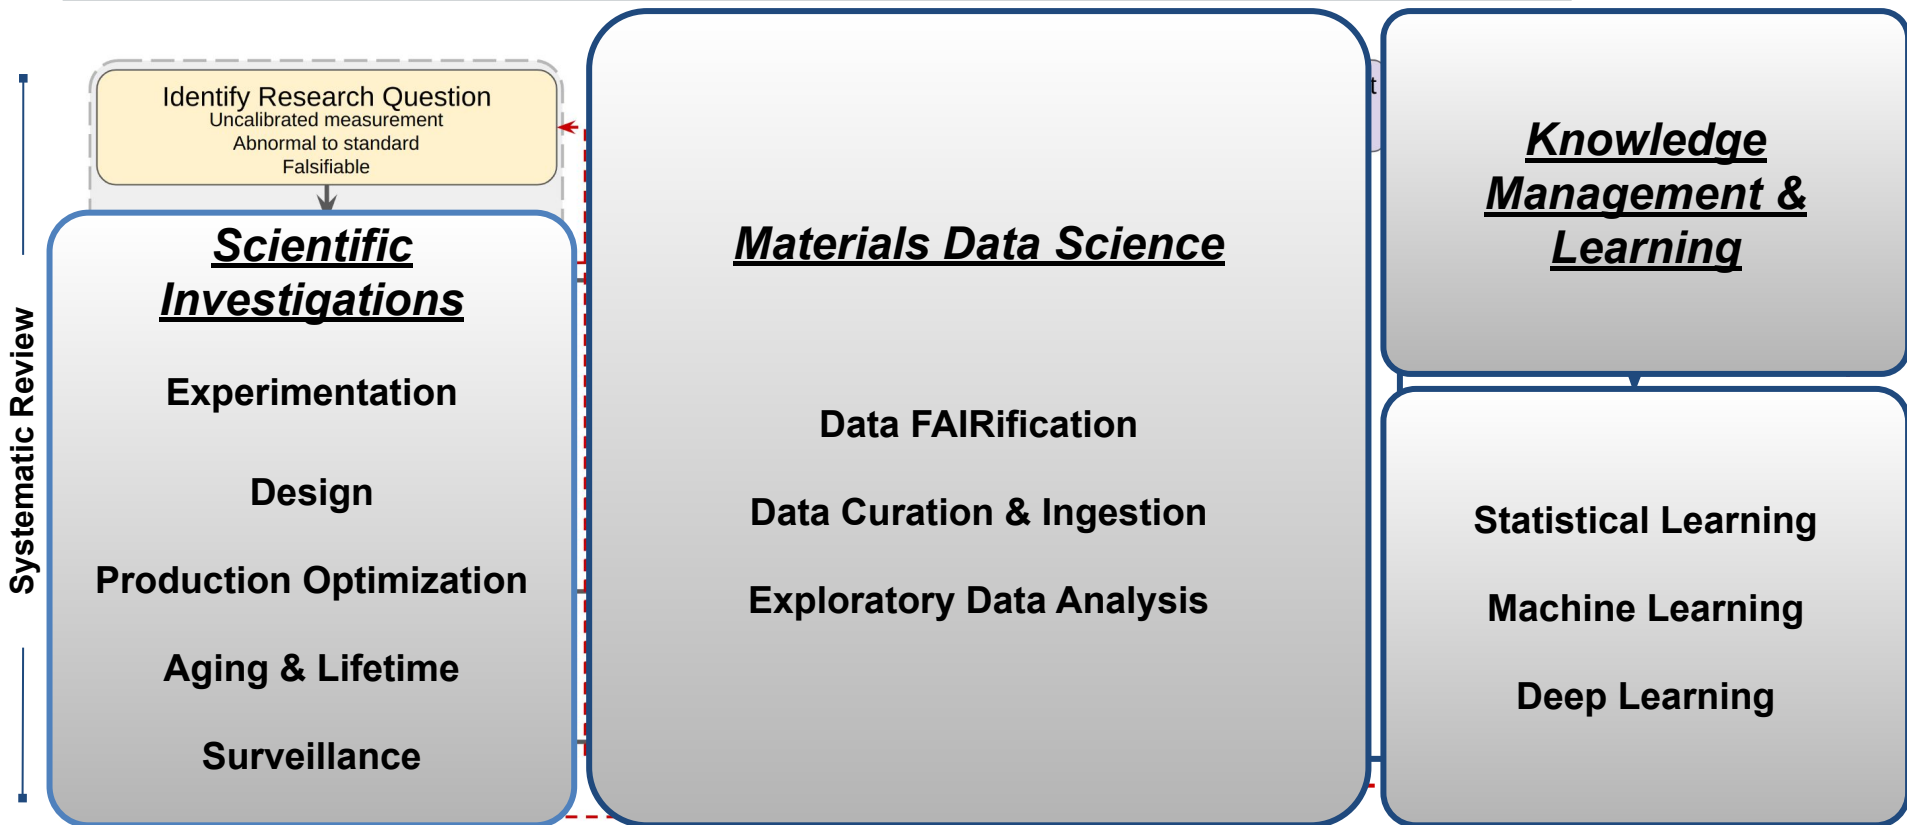 Systematic Review
Identify Research Question
Uncalibrated measurement
Abnormal to standard
Falsifiable
Scientific
Investigations
Experimentation
Design
Production Optimization
Aging & Lifetime
Surveillance
Materials Data Science
Data FAIRification
Data Curation & Ingestion
Exploratory Data Analysis
Knowledge
Management &
Learning
Statistical Learning
Machine Learning
Deep Learning